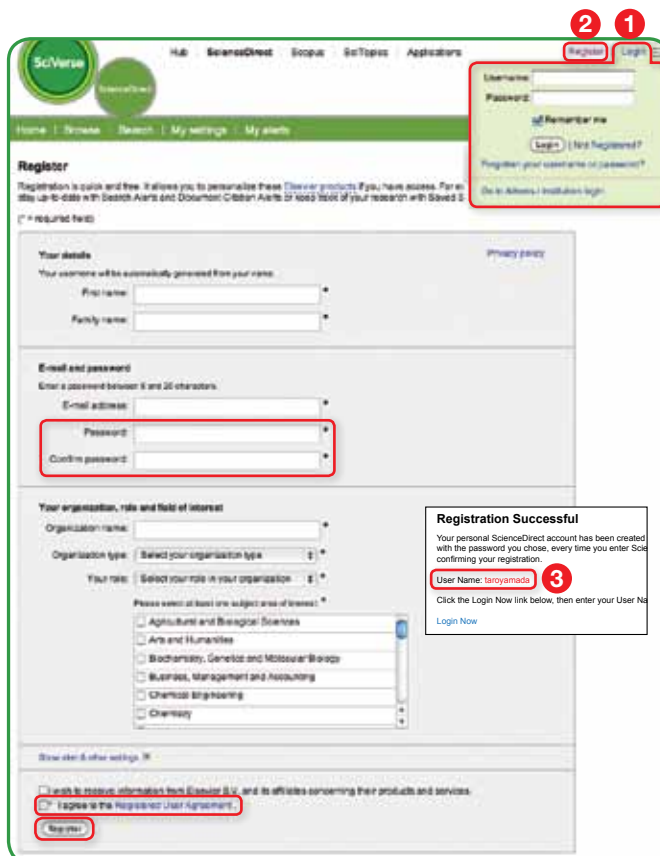 2 1
SciVerse
ScienceDirect
Hub ScienceDirect Scopus SciTopics Applications
Register Login
Username:
Password:
Remember me
Login | Not Registered?
Forgotten your username or password?
Go to Athens / Institution login
Home | Browse Search | My settings | My alerts
Register
Registration is quick and free. It allows you to personalize these Elsevier products if you have access. For
stay up-to-date with Search Alerts and Document Citation Alerts or keep track of your research with Saved S
(* = required field)
Your details
Privacy policy
Your username will be automatically generated from your name.
First name: *
Family name: *
E-mail and password
Enter a password between 6 and 20 characters.
E-mail address: *
Password: *
Confirm password: *
Your organization, role and field of interest
Organization name: *
Organization type: Select your organization type *
Your role: Select your role in your organization *
Please select at least one subject area of interest: *
Agricultural and Biological Sciences
Arts and Humanities
Biochemistry, Genetics and Molecular Biology
Business, Management and Accounting
Chemical Engineering
Chemistry
Registration Successful
Your personal ScienceDirect account has been created
with the password you chose, every time you enter Scie
confirming your registration.
User Name: taroyamada 3
Click the Login Now link below, then enter your User Na
Login Now
Show alert & other settings
I wish to receive information from Elsevier B.V. and its affiliates concerning their products and services.
* I agree to the Registered User Agreement.
Register